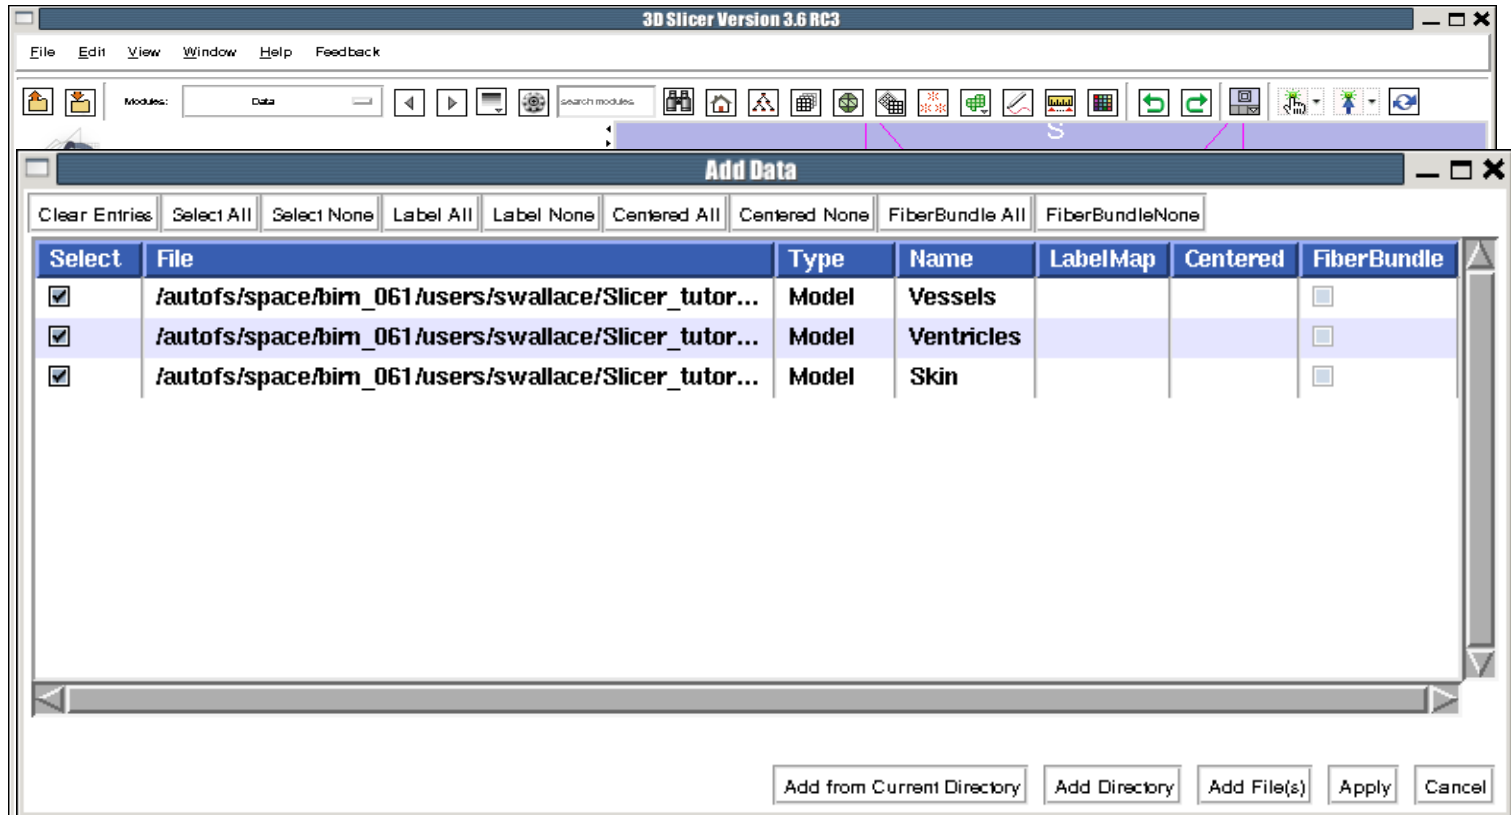 3D Slicer Version 3.6 RC3
File Edit View Window Help Feedback
Modules: Data search modules
S
Add Data
Clear Entries Select All Select None Label All Label None Centered All Centered None FiberBundle All FiberBundleNone
Select File Type Name LabelMap Centered FiberBundle
/autofs/space/birn_061/users/swallace/Slicer_tutor... Model Vessels
/autofs/space/birn_061/users/swallace/Slicer_tutor... Model Ventricles
/autofs/space/birn_061/users/swallace/Slicer_tutor... Model Skin
Add from Current Directory Add Directory Add File(s) Apply Cancel